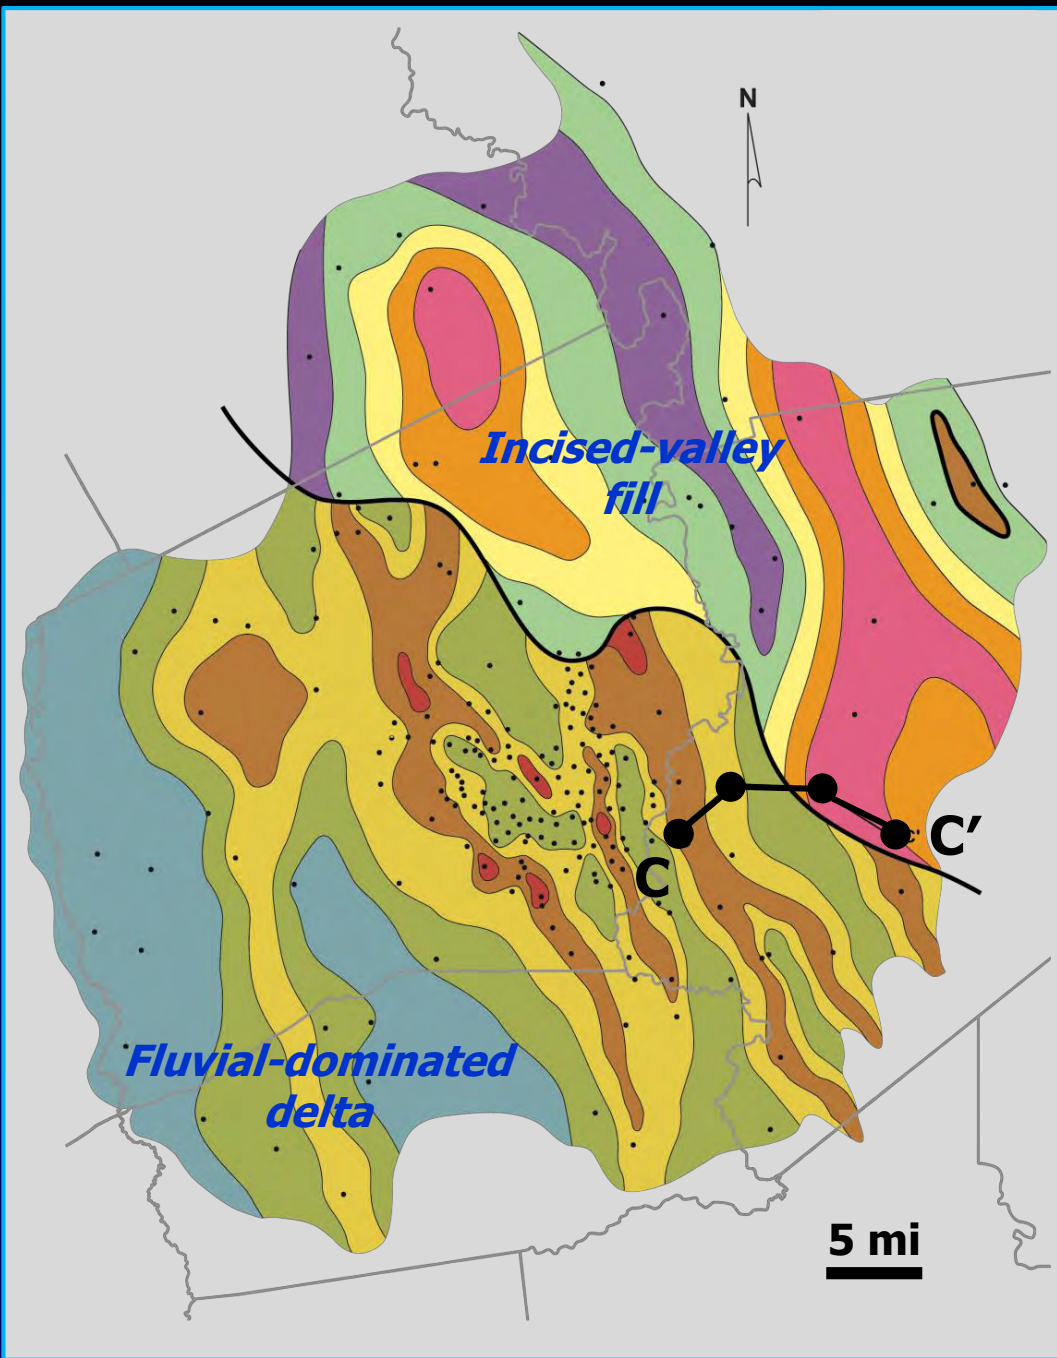 N
Incised-valley
fill
C'
C′
C
Fluvial-dominated
delta
5 mi